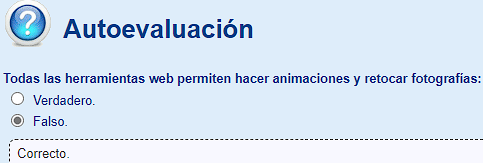 Autoevaluación
Todas las herramientas web permiten hacer animaciones y retocar fotografías:
Verdadero.
Falso.
Correcto.